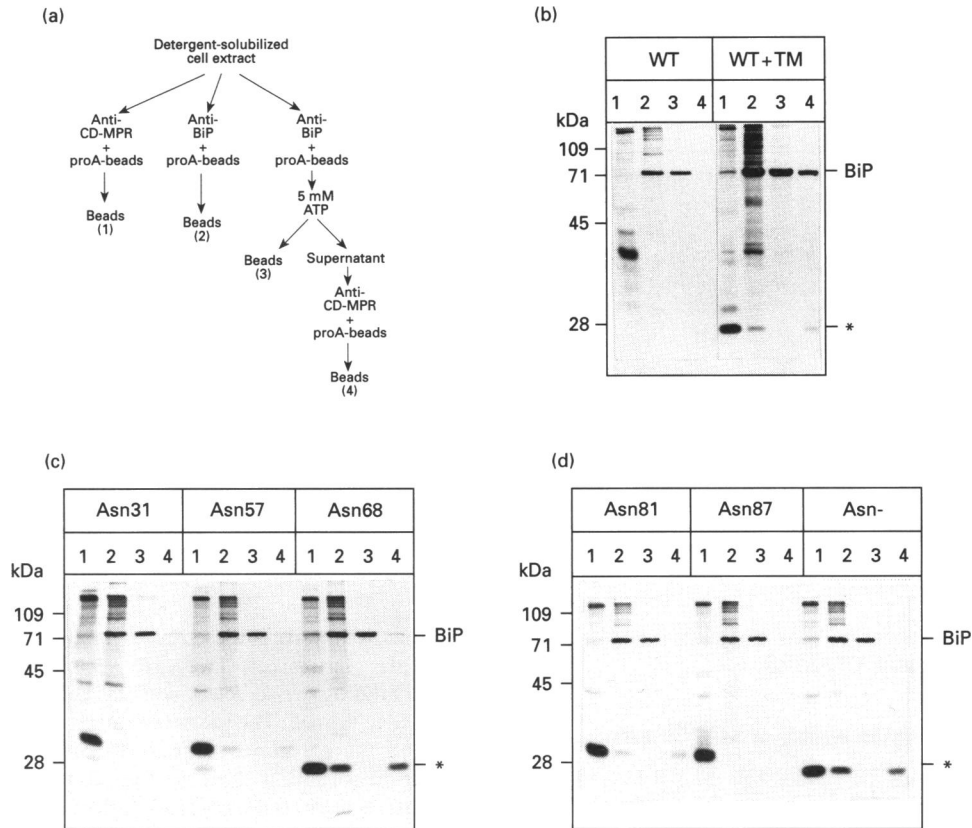 (a)
Detergent-solubilized
cell extract
Anti-
CD-MPR
+
proA-beads
Anti-
BiP
+
proA-beads
Anti-
BiP
+
proA-beads
Beads
(1)
Beads
(2)
5 mM
ATP
Beads
(3)
Supernatant
Anti-
CD-MPR
+
proA-beads
Beads
(4)
(b)
WT WT + TM
1 2 3 4 1 2 3 4
kDa
109
71
45
28
BiP
*
(c)
Asn31 Asn57 Asn68
1 2 3 4 1 2 3 4 1 2 3 4
kDa
109
71
45
28
BiP
*
(d)
Asn81 Asn87 Asn-
1 2 3 4 1 2 3 4 1 2 3 4
kDa
109
71
45
28
BiP
*